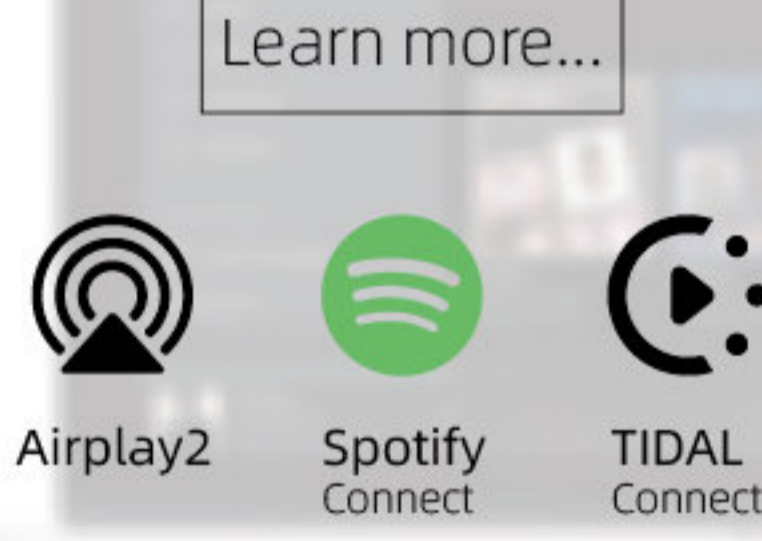 Learn more...
Airplay2
Spotify
Connect
TIDAL
Connect